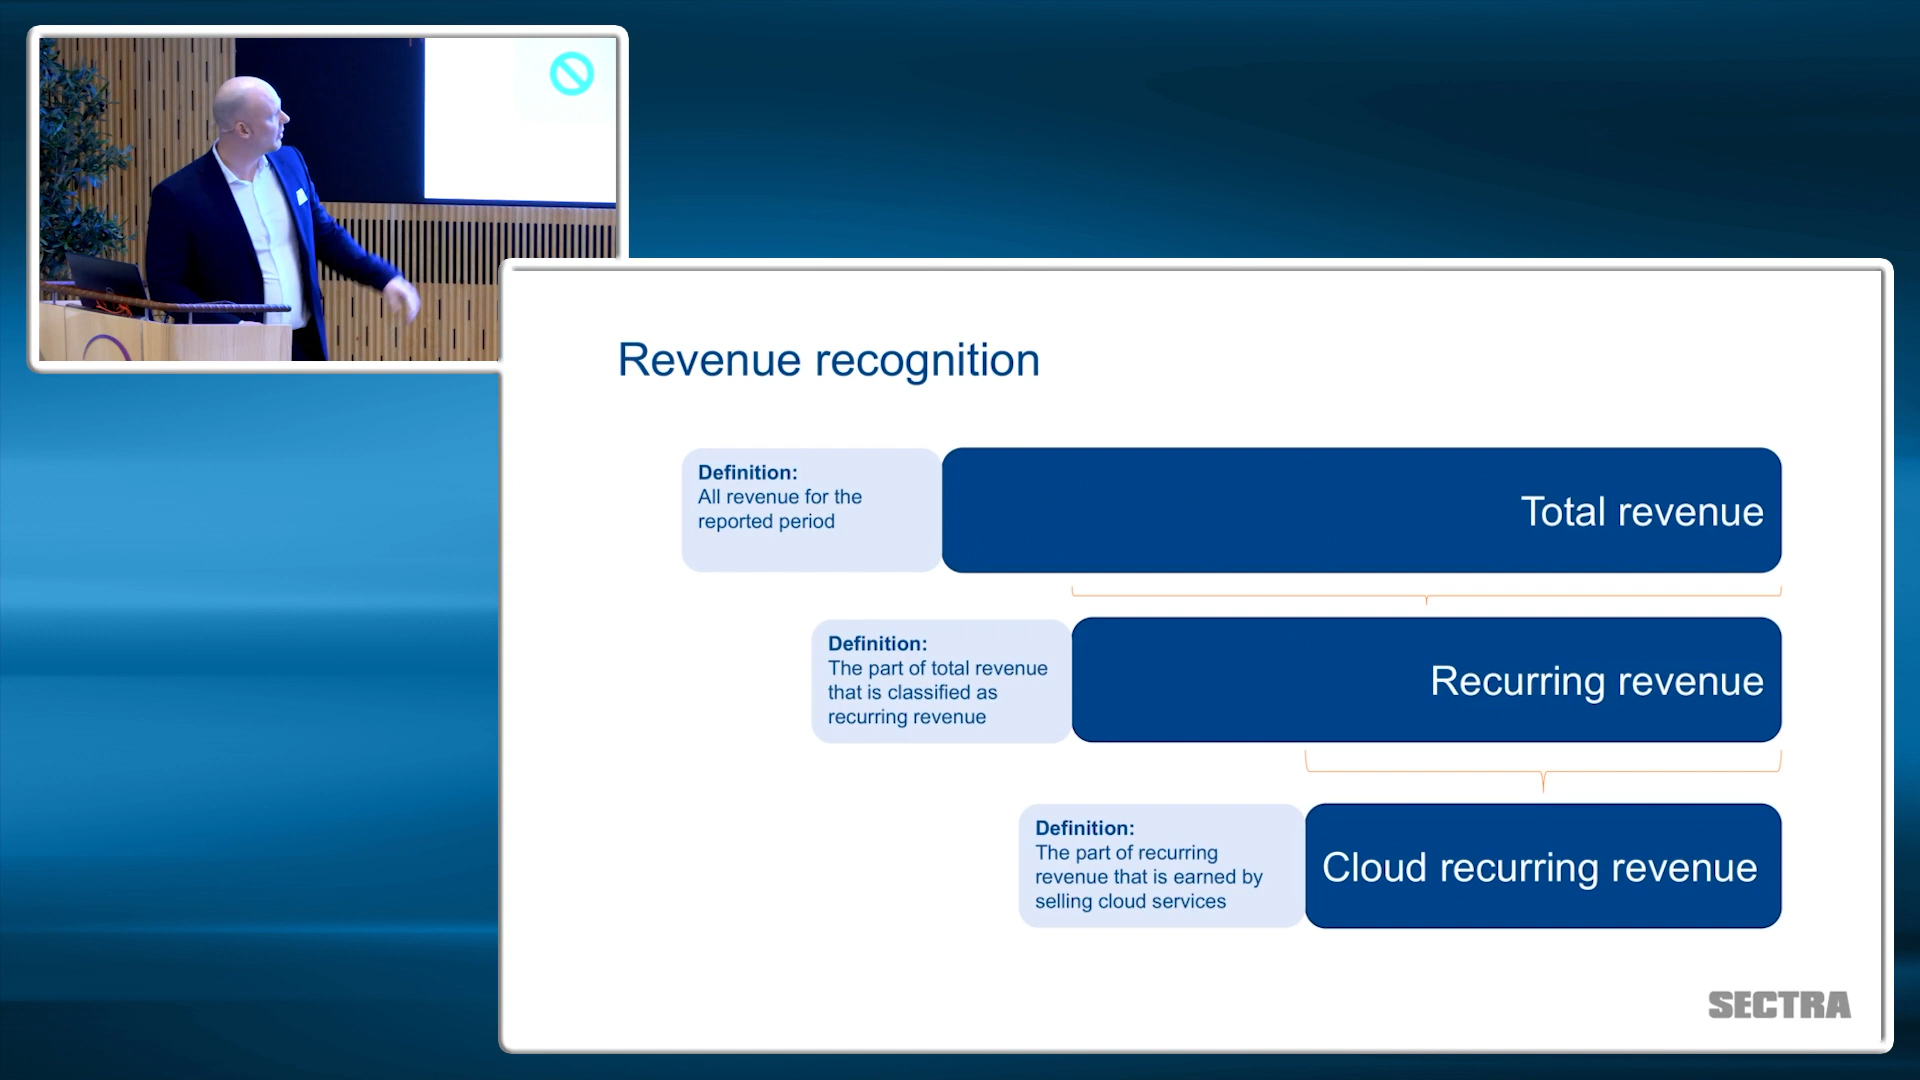 Revenue recognition
Definition:
All revenue for the
reported period
Total revenue
Definition:
The part of total revenue
that is classified as
recurring revenue
Recurring revenue
Definition:
The part of recurring
revenue that is earned by
selling cloud services
Cloud recurring revenue
SECTRA